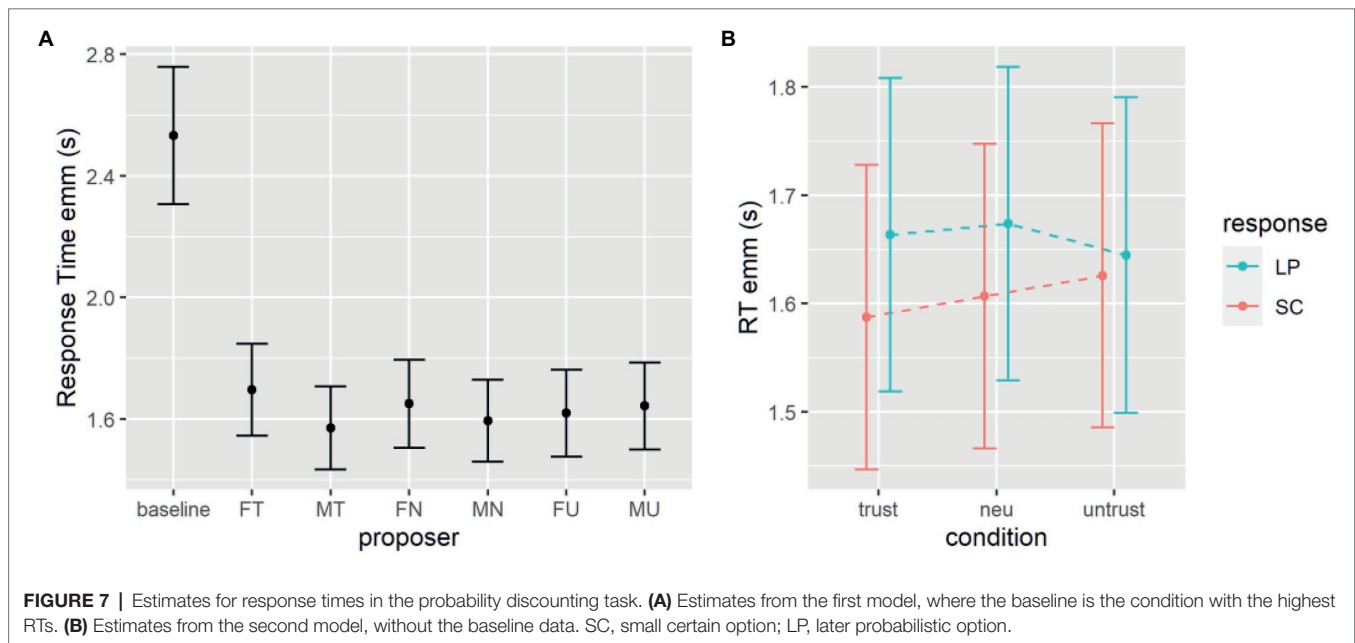 A
2.8
2.4
2.0
1.6
Response Time emm (s)
baseline FT MT FN MN FU MU
proposer
B
1.8
1.7
1.6
1.5
RT emm (s)
trust neu untrust
condition
response
LP
SC
FIGURE 7 | Estimates for response times in the probability discounting task. (A) Estimates from the first model, where the baseline is the condition with the highest
RTs. (B) Estimates from the second model, without the baseline data. SC, small certain option; LP, later probabilistic option.